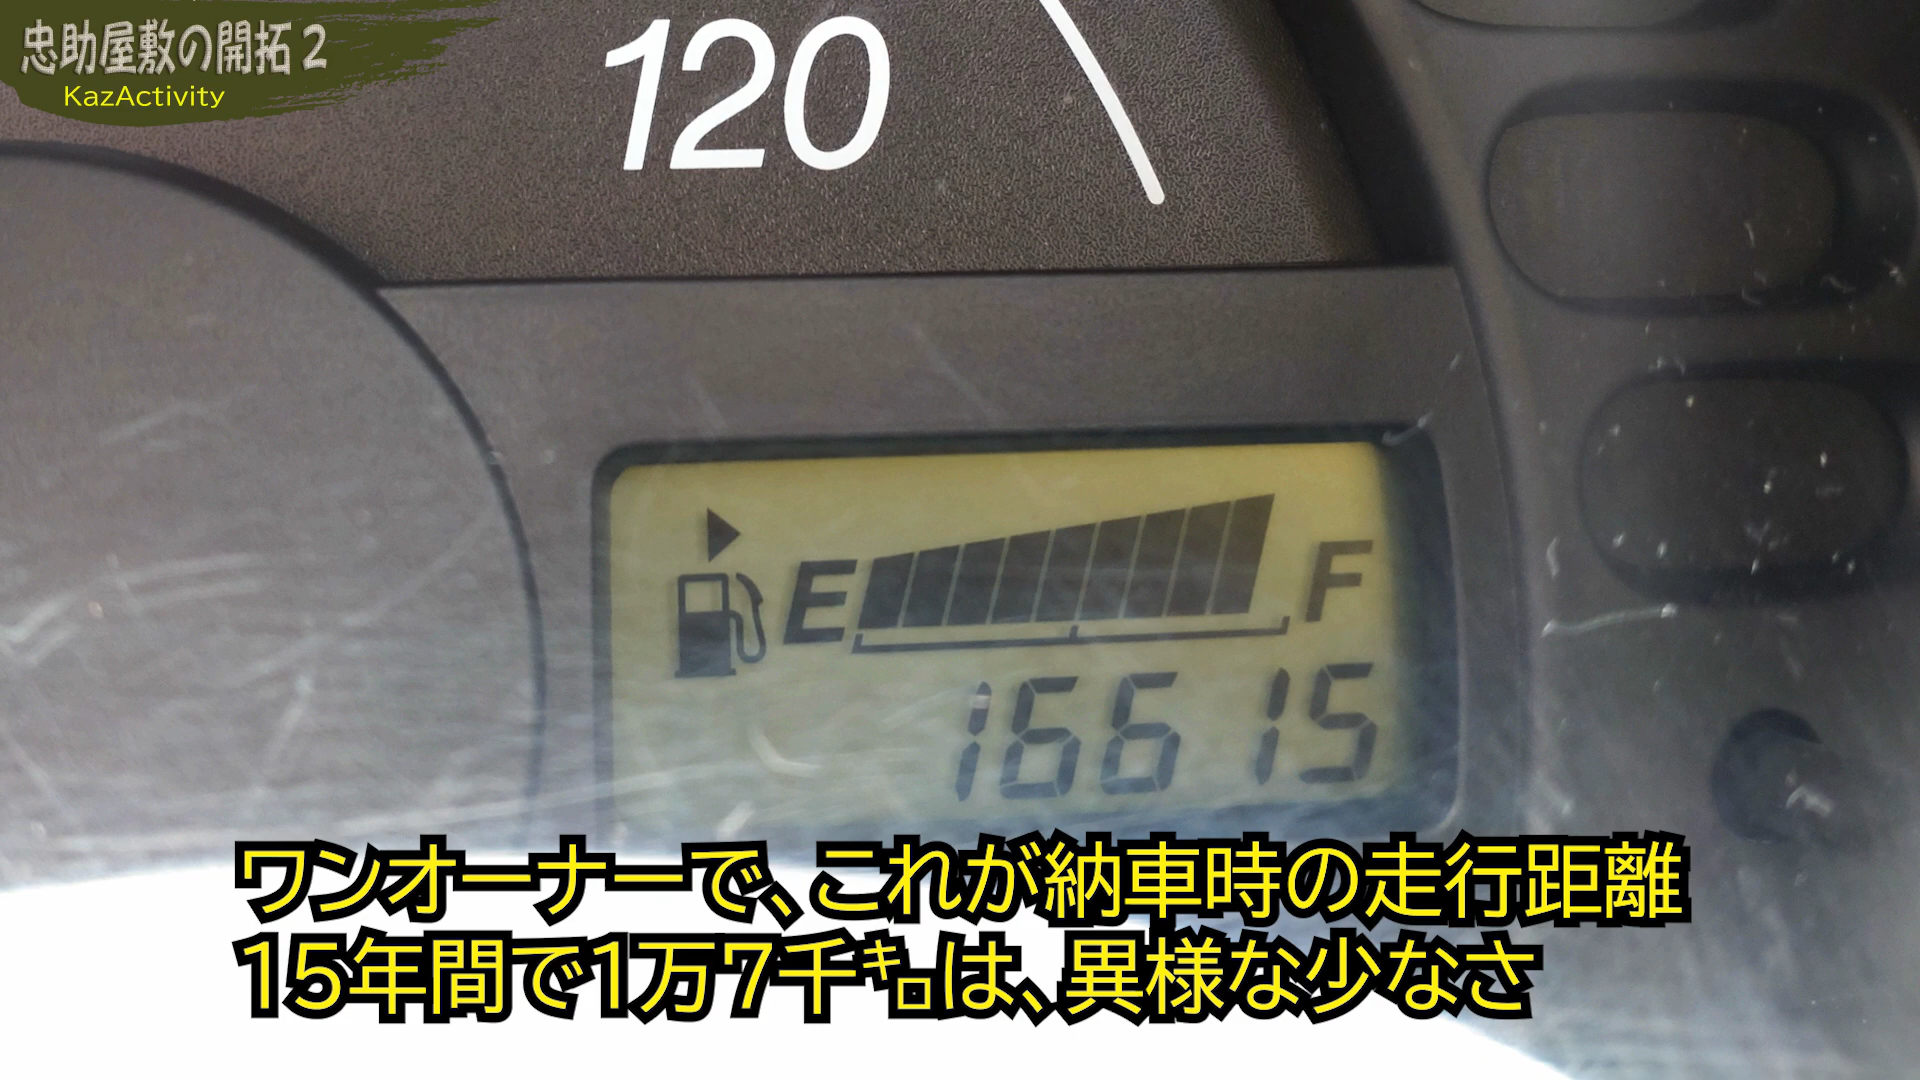 忠助屋敷の開拓2
KazActivity
120
E F
16615
ワンオーナーで、これが納車時の走行距離
15年間で1万7千㌔は、異様な少なさ